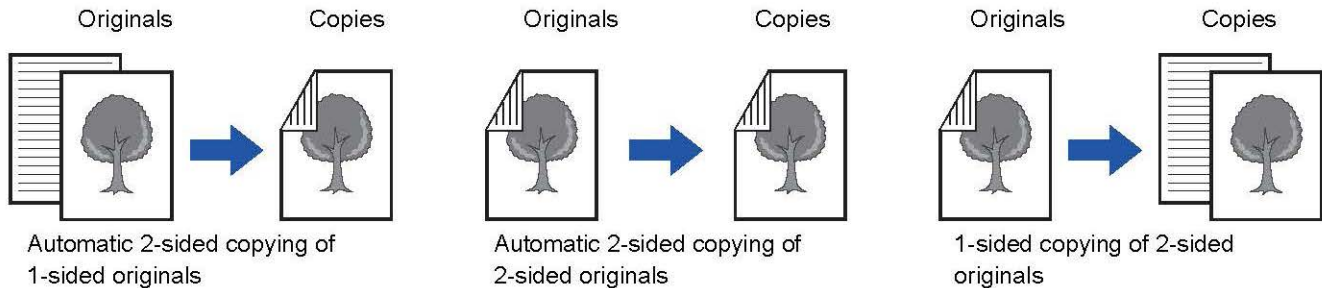 Originals Copies
Originals Copies
Originals Copies
Automatic 2-sided copying of
1-sided originals
Automatic 2-sided copying of
2-sided originals
1-sided copying of 2-sided
originals